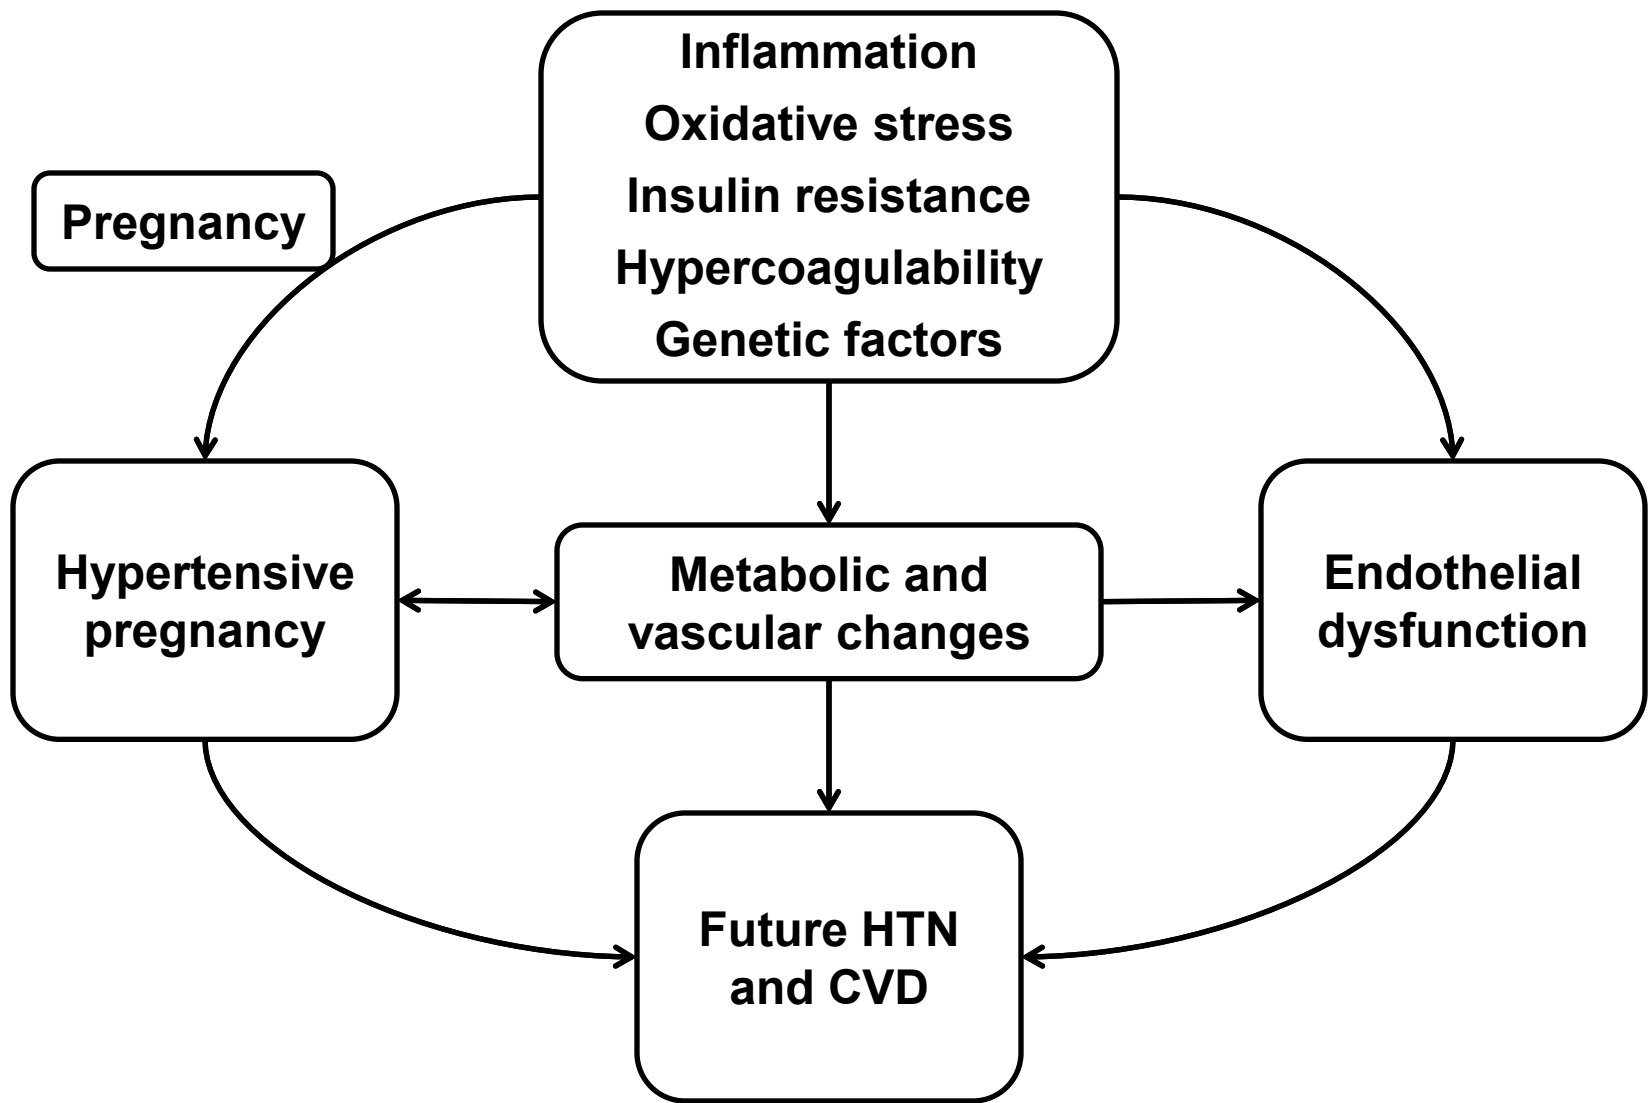 Inflammation
Oxidative stress
Insulin resistance
Hypercoagulability
Genetic factors
Pregnancy
Hypertensive
pregnancy
Metabolic and
vascular changes
Endothelial
dysfunction
Future HTN
and CVD